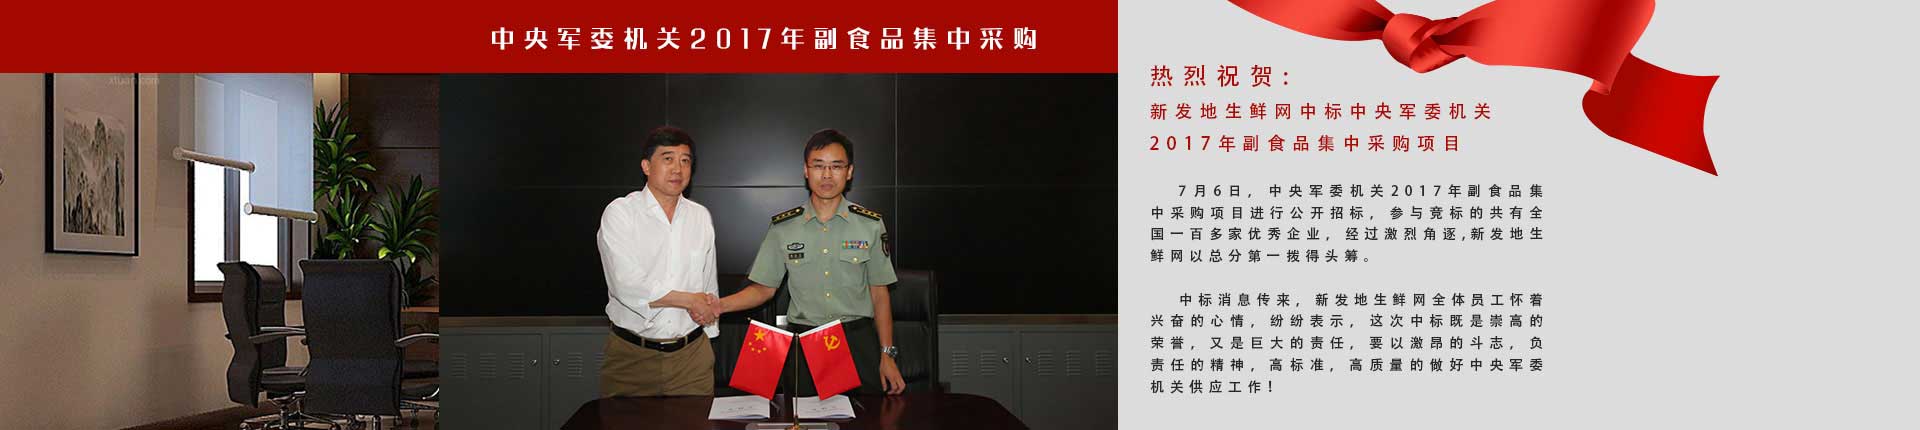 中央军委机关2017年副食品集中采购
xtuan.com
热烈祝贺:
新发地生鲜网中标中央军委机关
2017年副食品集中采购项目
7月6日，中央军委机关2017年副食品集
中采购项目进行公开招标，参与竞标的共有全
国一百多家优秀企业，经过激烈角逐,新发地生
鲜网以总分第一拨得头筹。
中标消息传来，新发地生鲜网全体员工怀着
兴奋的心情，纷纷表示，这次中标既是崇高的
荣誉，又是巨大的责任，要以激昂的斗志，负
责任的精神，高标准，高质量的做好中央军委
机关供应工作！